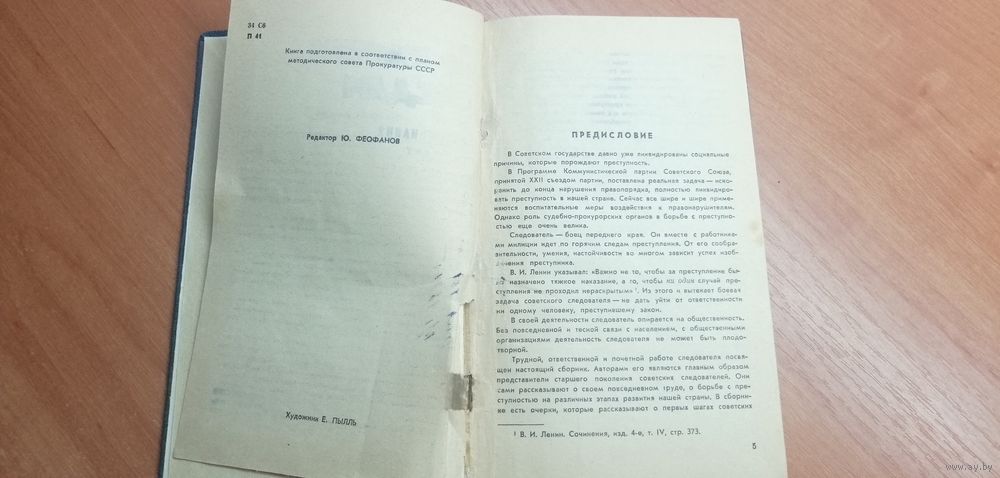 34 С6
П 41
Книга подготовлена в соответствии с планом
методического совета Прокуратуры СССР
Редактор Ю. ФЕОФАНОВ
Художник Е. ПЫЛЛЬ
ПРЕДИСЛОВИЕ
В Советском государстве давно уже ликвидированы социальные
причины, которые порождают преступность.
В Программе Коммунистической партии Советского Союза,
принятой XXII съездом партии, поставлена реальная задача — иско-
ренить до конца нарушения правопорядка, полностью ликвидиро-
вать преступность в нашей стране. Сейчас все шире и шире приме-
няются воспитательные меры воздействия к правонарушителям.
Однако роль судебно-прокурорских органов в борьбе с преступно-
стью еще очень велика.
Следователь — боец переднего края. Он вместе с работника-
ми милиции идет по горячим следам преступления. От его сообра-
зительности, умения, настойчивости во многом зависит успех изоб-
личения преступника.
В. И. Ленин указывал: «Важно не то, чтобы за преступление бы-
ло назначено тяжкое наказание, а то, чтобы ни один случай пре-
ступления не проходил нераскрытым»¹. Из этого и вытекает боевая
задача советского следователя — не дать уйти от ответственности
ни одному человеку, преступившему закон.
В своей деятельности следователь опирается на общественность.
Без повседневной и тесной связи с населением, с общественными
организациями деятельность следователя не может быть плодо-
творной.
Трудной, ответственной и почетной работе следователя посвя-
щен настоящий сборник. Авторами его являются главным образом
представители старшего поколения советских следователей. Они
сами рассказывают о своем повседневном труде, о борьбе с пре-
ступностью на различных этапах развития нашей страны. В сборни-
ке есть очерки, которые рассказывают о первых шагах советских
¹ В. И. Ленин. Сочинения, изд. 4-е, т. IV, стр. 373.
5
www.ay.by